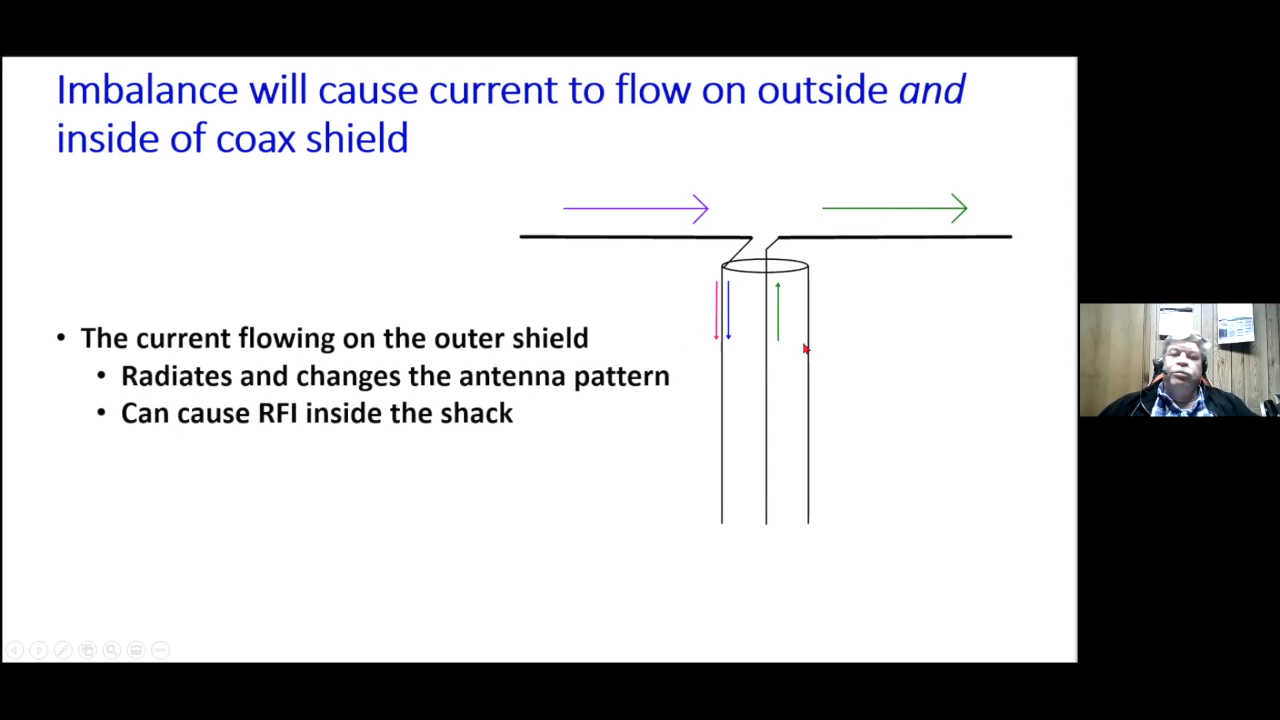 Imbalance will cause current to flow on outside and
inside of coax shield
• The current flowing on the outer shield
• Radiates and changes the antenna pattern
• Can cause RFI inside the shack